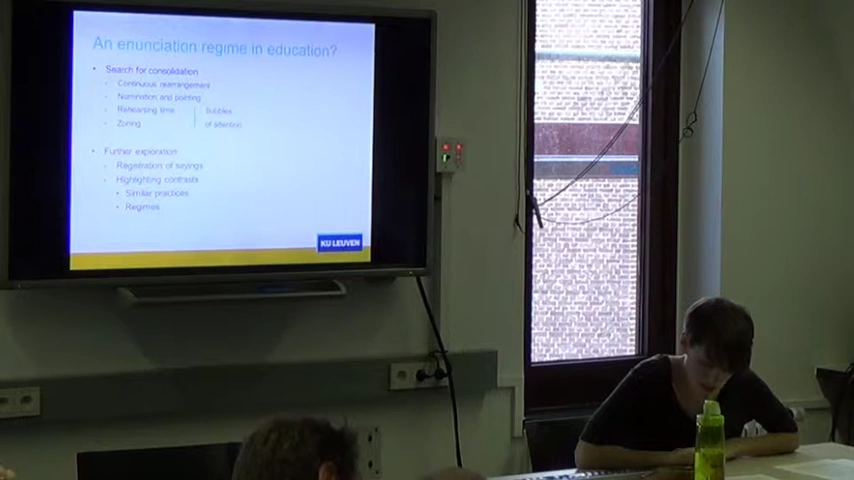 An enunciation regime in education?
• Search for consolidation
- Continuous rearrangement
- Nomination and pointing
- Rehearsing time
Bubbles
- Zoning
of attention
• Further exploration
- Registration of sayings
- Highlighting contrasts
• Similar practices
• Regimes
KU LEUVEN